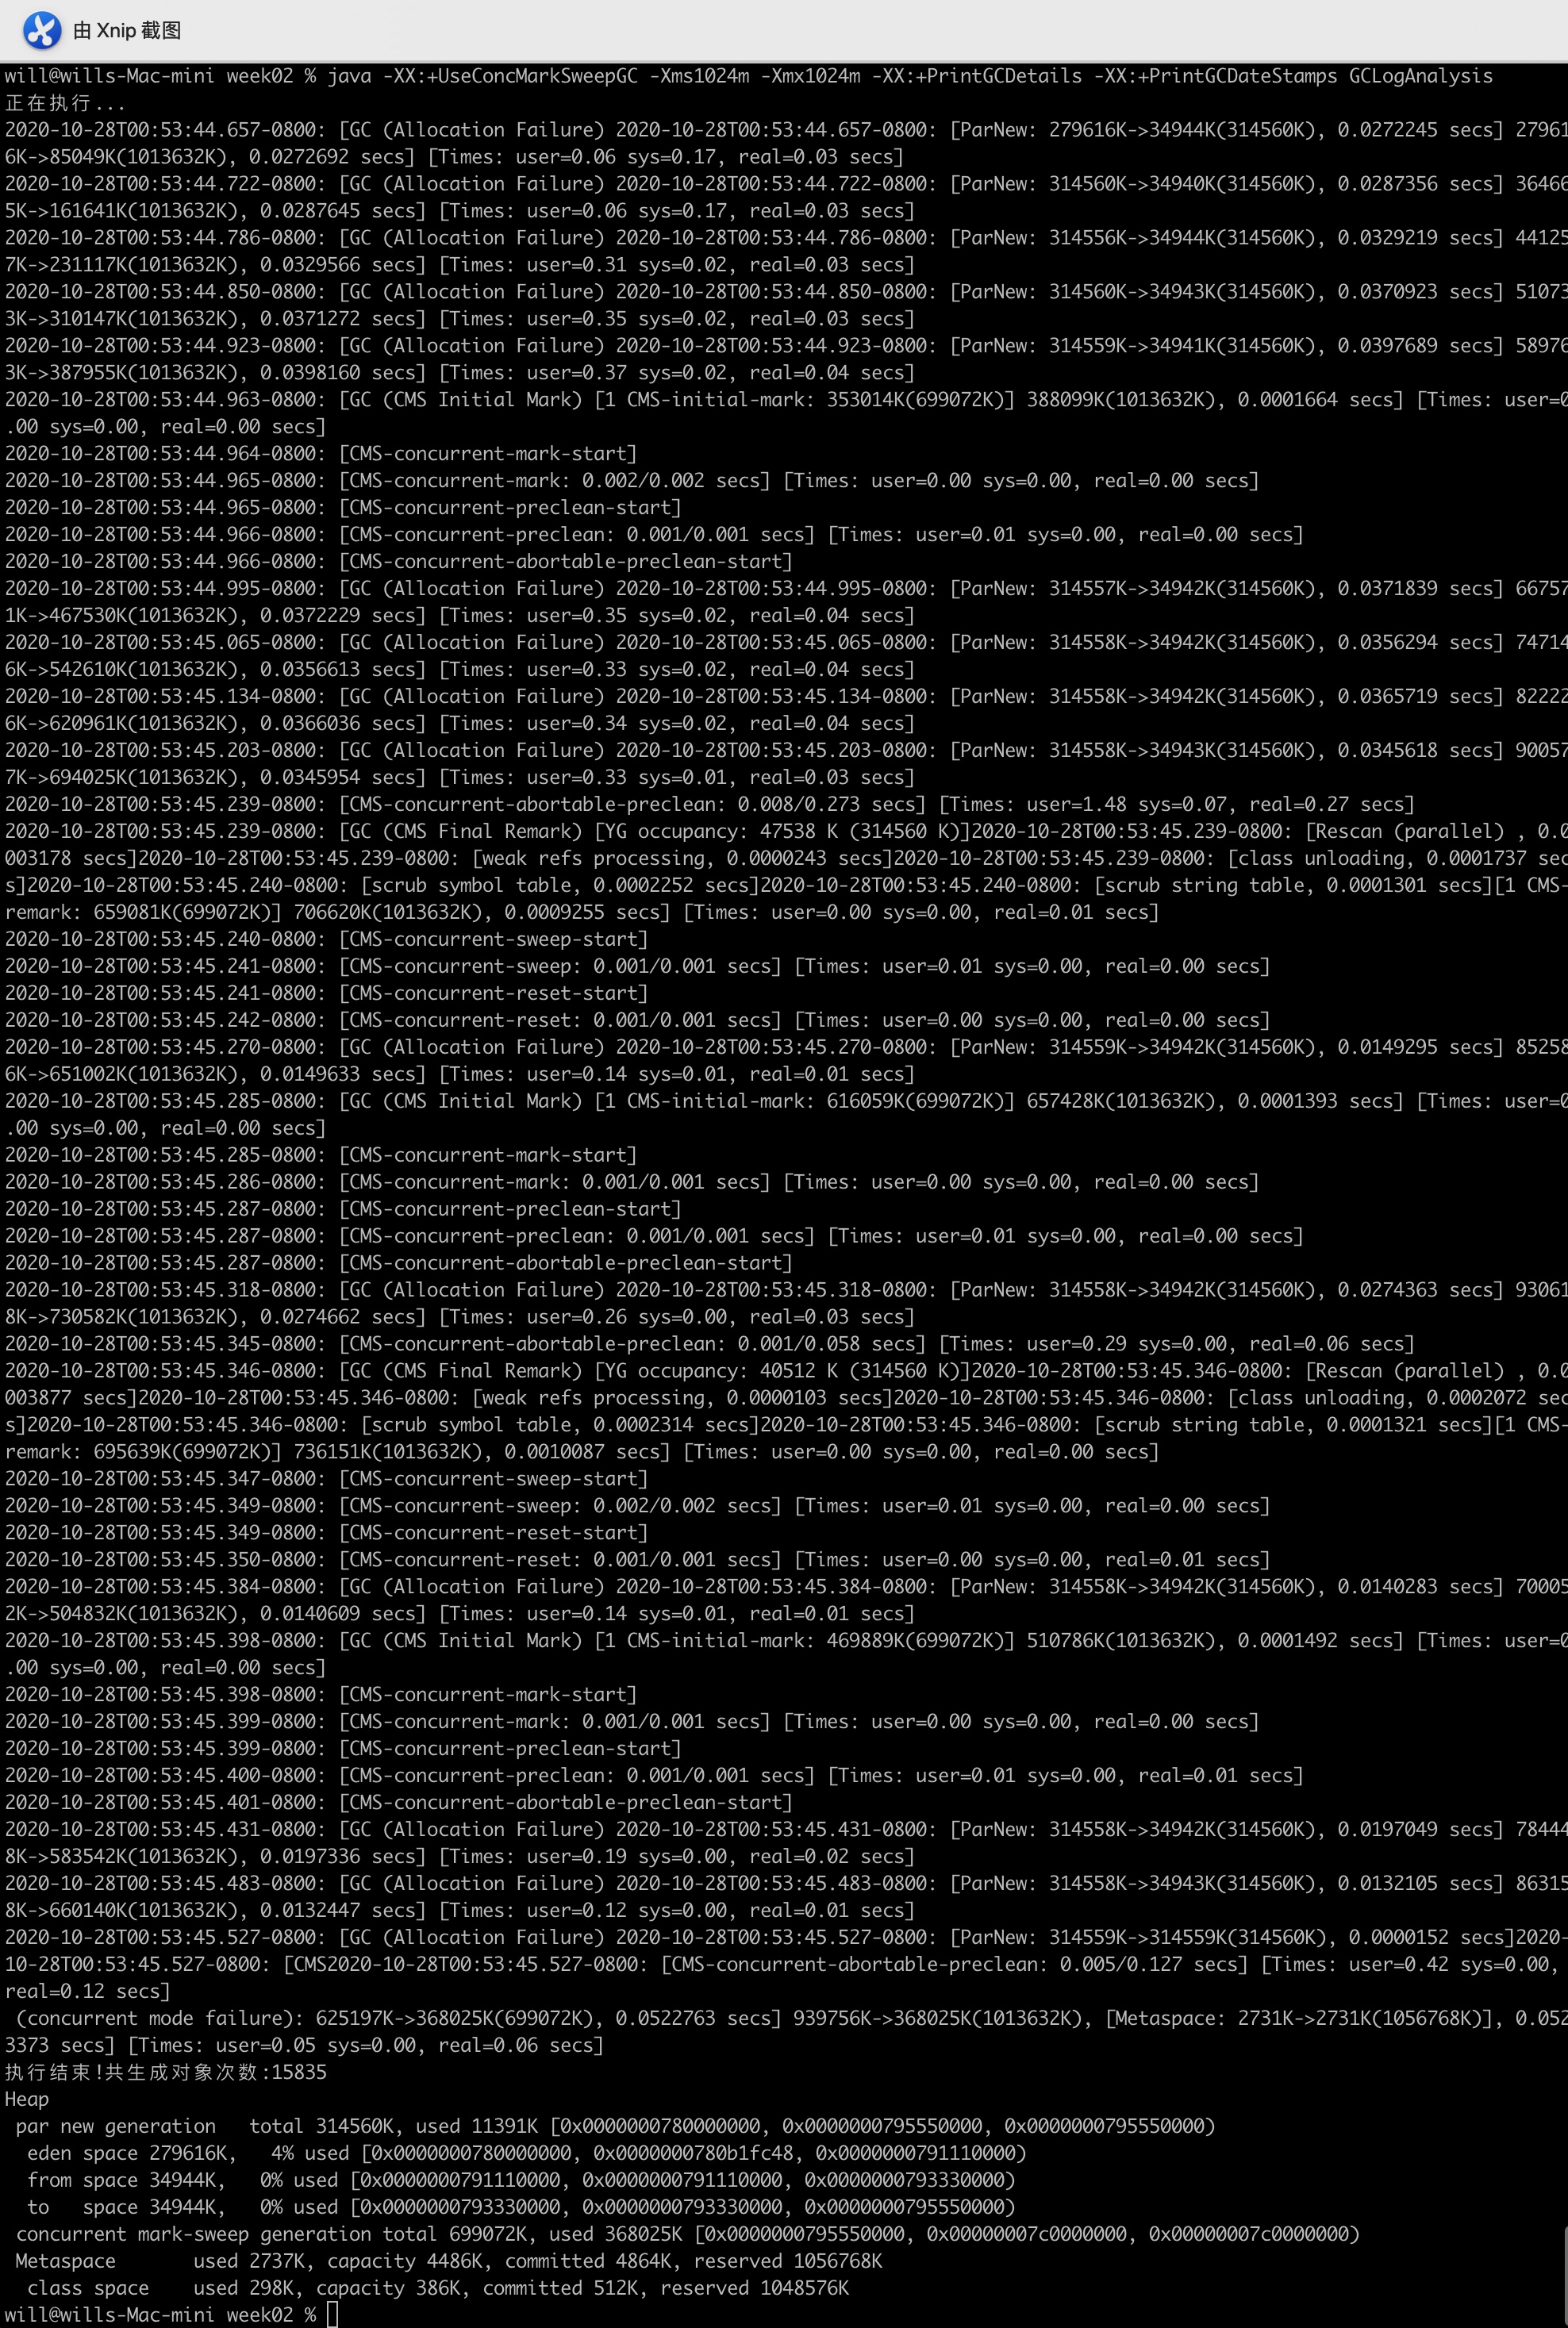 由 Xnip 截图
will@wills-Mac-mini week02 % java -XX:+UseConcMarkSweepGC -Xms1024m -Xmx1024m -XX:+PrintGCDetails -XX:+PrintGCDateStamps GCLogAnalysis
正在执行...
2020-10-28T00:53:44.657-0800: [GC (Allocation Failure) 2020-10-28T00:53:44.657-0800: [ParNew: 279616K->34944K(314560K), 0.0272245 secs] 27961
6K->85049K(1013632K), 0.0272692 secs] [Times: user=0.06 sys=0.17, real=0.03 secs]
2020-10-28T00:53:44.722-0800: [GC (Allocation Failure) 2020-10-28T00:53:44.722-0800: [ParNew: 314560K->34940K(314560K), 0.0287356 secs] 36466
5K->161641K(1013632K), 0.0287645 secs] [Times: user=0.06 sys=0.17, real=0.03 secs]
2020-10-28T00:53:44.786-0800: [GC (Allocation Failure) 2020-10-28T00:53:44.786-0800: [ParNew: 314556K->34944K(314560K), 0.0329219 secs] 44125
7K->231117K(1013632K), 0.0329566 secs] [Times: user=0.31 sys=0.02, real=0.03 secs]
2020-10-28T00:53:44.850-0800: [GC (Allocation Failure) 2020-10-28T00:53:44.850-0800: [ParNew: 314560K->34943K(314560K), 0.0370923 secs] 51073
3K->310147K(1013632K), 0.0371272 secs] [Times: user=0.35 sys=0.02, real=0.03 secs]
2020-10-28T00:53:44.923-0800: [GC (Allocation Failure) 2020-10-28T00:53:44.923-0800: [ParNew: 314559K->34941K(314560K), 0.0397689 secs] 58976
3K->387955K(1013632K), 0.0398160 secs] [Times: user=0.37 sys=0.02, real=0.04 secs]
2020-10-28T00:53:44.963-0800: [GC (CMS Initial Mark) [1 CMS-initial-mark: 353014K(699072K)] 388099K(1013632K), 0.0001664 secs] [Times: user=0
.00 sys=0.00, real=0.00 secs]
2020-10-28T00:53:44.964-0800: [CMS-concurrent-mark-start]
2020-10-28T00:53:44.965-0800: [CMS-concurrent-mark: 0.002/0.002 secs] [Times: user=0.00 sys=0.00, real=0.00 secs]
2020-10-28T00:53:44.965-0800: [CMS-concurrent-preclean-start]
2020-10-28T00:53:44.966-0800: [CMS-concurrent-preclean: 0.001/0.001 secs] [Times: user=0.01 sys=0.00, real=0.00 secs]
2020-10-28T00:53:44.966-0800: [CMS-concurrent-abortable-preclean-start]
2020-10-28T00:53:44.995-0800: [GC (Allocation Failure) 2020-10-28T00:53:44.995-0800: [ParNew: 314557K->34942K(314560K), 0.0371839 secs] 66757
1K->467530K(1013632K), 0.0372229 secs] [Times: user=0.35 sys=0.02, real=0.04 secs]
2020-10-28T00:53:45.065-0800: [GC (Allocation Failure) 2020-10-28T00:53:45.065-0800: [ParNew: 314558K->34942K(314560K), 0.0356294 secs] 74714
6K->542610K(1013632K), 0.0356613 secs] [Times: user=0.33 sys=0.02, real=0.04 secs]
2020-10-28T00:53:45.134-0800: [GC (Allocation Failure) 2020-10-28T00:53:45.134-0800: [ParNew: 314558K->34942K(314560K), 0.0365719 secs] 82222
6K->620961K(1013632K), 0.0366036 secs] [Times: user=0.34 sys=0.02, real=0.04 secs]
2020-10-28T00:53:45.203-0800: [GC (Allocation Failure) 2020-10-28T00:53:45.203-0800: [ParNew: 314558K->34943K(314560K), 0.0345618 secs] 90057
7K->694025K(1013632K), 0.0345954 secs] [Times: user=0.33 sys=0.01, real=0.03 secs]
2020-10-28T00:53:45.239-0800: [CMS-concurrent-abortable-preclean: 0.008/0.273 secs] [Times: user=1.48 sys=0.07, real=0.27 secs]
2020-10-28T00:53:45.239-0800: [GC (CMS Final Remark) [YG occupancy: 47538 K (314560 K)]2020-10-28T00:53:45.239-0800: [Rescan (parallel) , 0.0
003178 secs]2020-10-28T00:53:45.239-0800: [weak refs processing, 0.0000243 secs]2020-10-28T00:53:45.239-0800: [class unloading, 0.0001737 sec
s]2020-10-28T00:53:45.240-0800: [scrub symbol table, 0.0002252 secs]2020-10-28T00:53:45.240-0800: [scrub string table, 0.0001301 secs][1 CMS-
remark: 659081K(699072K)] 706620K(1013632K), 0.0009255 secs] [Times: user=0.00 sys=0.00, real=0.01 secs]
2020-10-28T00:53:45.240-0800: [CMS-concurrent-sweep-start]
2020-10-28T00:53:45.241-0800: [CMS-concurrent-sweep: 0.001/0.001 secs] [Times: user=0.01 sys=0.00, real=0.00 secs]
2020-10-28T00:53:45.241-0800: [CMS-concurrent-reset-start]
2020-10-28T00:53:45.242-0800: [CMS-concurrent-reset: 0.001/0.001 secs] [Times: user=0.00 sys=0.00, real=0.00 secs]
2020-10-28T00:53:45.270-0800: [GC (Allocation Failure) 2020-10-28T00:53:45.270-0800: [ParNew: 314559K->34942K(314560K), 0.0149295 secs] 85258
6K->651002K(1013632K), 0.0149633 secs] [Times: user=0.14 sys=0.01, real=0.01 secs]
2020-10-28T00:53:45.285-0800: [GC (CMS Initial Mark) [1 CMS-initial-mark: 616059K(699072K)] 657428K(1013632K), 0.0001393 secs] [Times: user=0
.00 sys=0.00, real=0.00 secs]
2020-10-28T00:53:45.285-0800: [CMS-concurrent-mark-start]
2020-10-28T00:53:45.286-0800: [CMS-concurrent-mark: 0.001/0.001 secs] [Times: user=0.00 sys=0.00, real=0.00 secs]
2020-10-28T00:53:45.287-0800: [CMS-concurrent-preclean-start]
2020-10-28T00:53:45.287-0800: [CMS-concurrent-preclean: 0.001/0.001 secs] [Times: user=0.01 sys=0.00, real=0.00 secs]
2020-10-28T00:53:45.287-0800: [CMS-concurrent-abortable-preclean-start]
2020-10-28T00:53:45.318-0800: [GC (Allocation Failure) 2020-10-28T00:53:45.318-0800: [ParNew: 314558K->34942K(314560K), 0.0274363 secs] 93061
8K->730582K(1013632K), 0.0274662 secs] [Times: user=0.26 sys=0.00, real=0.03 secs]
2020-10-28T00:53:45.345-0800: [CMS-concurrent-abortable-preclean: 0.001/0.058 secs] [Times: user=0.29 sys=0.00, real=0.06 secs]
2020-10-28T00:53:45.346-0800: [GC (CMS Final Remark) [YG occupancy: 40512 K (314560 K)]2020-10-28T00:53:45.346-0800: [Rescan (parallel) , 0.0
003877 secs]2020-10-28T00:53:45.346-0800: [weak refs processing, 0.0000103 secs]2020-10-28T00:53:45.346-0800: [class unloading, 0.0002072 sec
s]2020-10-28T00:53:45.346-0800: [scrub symbol table, 0.0002314 secs]2020-10-28T00:53:45.346-0800: [scrub string table, 0.0001321 secs][1 CMS-
remark: 695639K(699072K)] 736151K(1013632K), 0.0010087 secs] [Times: user=0.00 sys=0.00, real=0.00 secs]
2020-10-28T00:53:45.347-0800: [CMS-concurrent-sweep-start]
2020-10-28T00:53:45.349-0800: [CMS-concurrent-sweep: 0.002/0.002 secs] [Times: user=0.01 sys=0.00, real=0.00 secs]
2020-10-28T00:53:45.349-0800: [CMS-concurrent-reset-start]
2020-10-28T00:53:45.350-0800: [CMS-concurrent-reset: 0.001/0.001 secs] [Times: user=0.00 sys=0.00, real=0.01 secs]
2020-10-28T00:53:45.384-0800: [GC (Allocation Failure) 2020-10-28T00:53:45.384-0800: [ParNew: 314558K->34942K(314560K), 0.0140283 secs] 70005
2K->504832K(1013632K), 0.0140609 secs] [Times: user=0.14 sys=0.01, real=0.01 secs]
2020-10-28T00:53:45.398-0800: [GC (CMS Initial Mark) [1 CMS-initial-mark: 469889K(699072K)] 510786K(1013632K), 0.0001492 secs] [Times: user=0
.00 sys=0.00, real=0.00 secs]
2020-10-28T00:53:45.398-0800: [CMS-concurrent-mark-start]
2020-10-28T00:53:45.399-0800: [CMS-concurrent-mark: 0.001/0.001 secs] [Times: user=0.00 sys=0.00, real=0.00 secs]
2020-10-28T00:53:45.399-0800: [CMS-concurrent-preclean-start]
2020-10-28T00:53:45.400-0800: [CMS-concurrent-preclean: 0.001/0.001 secs] [Times: user=0.01 sys=0.00, real=0.01 secs]
2020-10-28T00:53:45.401-0800: [CMS-concurrent-abortable-preclean-start]
2020-10-28T00:53:45.431-0800: [GC (Allocation Failure) 2020-10-28T00:53:45.431-0800: [ParNew: 314558K->34942K(314560K), 0.0197049 secs] 78444
8K->583542K(1013632K), 0.0197336 secs] [Times: user=0.19 sys=0.00, real=0.02 secs]
2020-10-28T00:53:45.483-0800: [GC (Allocation Failure) 2020-10-28T00:53:45.483-0800: [ParNew: 314558K->34943K(314560K), 0.0132105 secs] 86315
8K->660140K(1013632K), 0.0132447 secs] [Times: user=0.12 sys=0.00, real=0.01 secs]
2020-10-28T00:53:45.527-0800: [GC (Allocation Failure) 2020-10-28T00:53:45.527-0800: [ParNew: 314559K->314559K(314560K), 0.0000152 secs]2020-
10-28T00:53:45.527-0800: [CMS2020-10-28T00:53:45.527-0800: [CMS-concurrent-abortable-preclean: 0.005/0.127 secs] [Times: user=0.42 sys=0.00,
real=0.12 secs]
(concurrent mode failure): 625197K->368025K(699072K), 0.0522763 secs] 939756K->368025K(1013632K), [Metaspace: 2731K->2731K(1056768K)], 0.052
3373 secs] [Times: user=0.05 sys=0.00, real=0.06 secs]
执行结束!共生成对象次数:15835
Heap
par new generation   total 314560K, used 11391K [0x0000000780000000, 0x0000000795550000, 0x0000000795550000)
eden space 279616K,   4% used [0x0000000780000000, 0x0000000780b1fc48, 0x0000000791110000)
from space 34944K,   0% used [0x0000000791110000, 0x0000000791110000, 0x0000000793330000)
to   space 34944K,   0% used [0x0000000793330000, 0x0000000793330000, 0x0000000795550000)
concurrent mark-sweep generation total 699072K, used 368025K [0x0000000795550000, 0x00000007c0000000, 0x00000007c0000000)
Metaspace       used 2737K, capacity 4486K, committed 4864K, reserved 1056768K
class space    used 298K, capacity 386K, committed 512K, reserved 1048576K
will@wills-Mac-mini week02 %